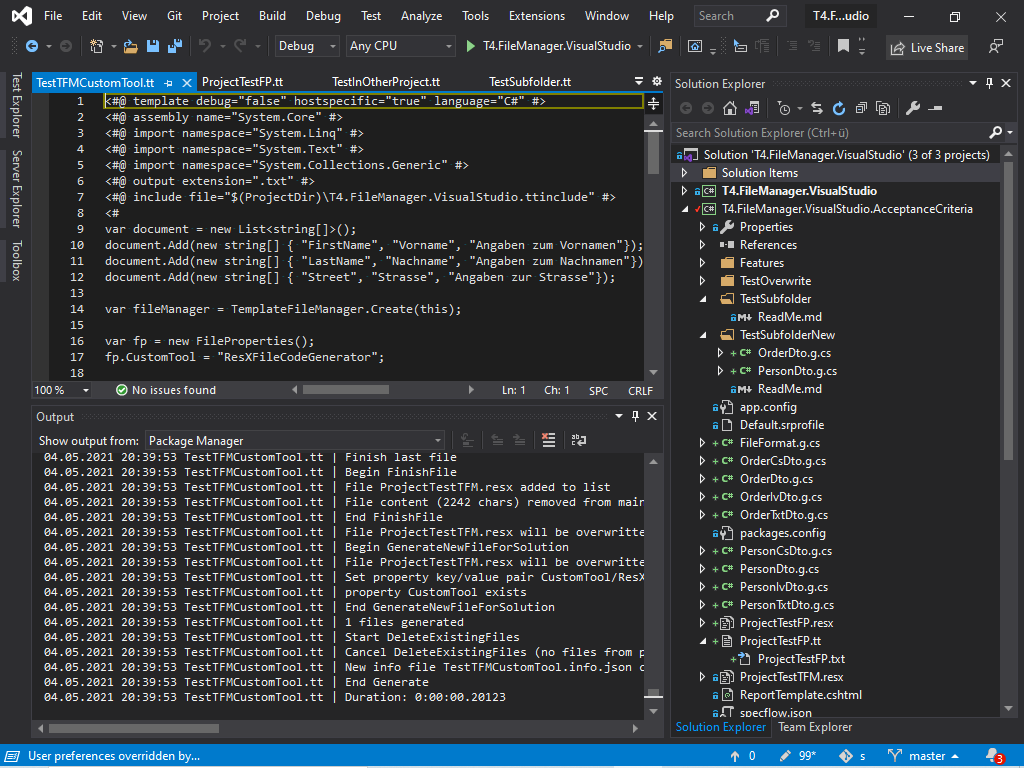 File Edit View Git Project Build Debug Test Analyze Tools Extensions Window Help Search T4.F...udio
Debug Any CPU T4.FileManager.VisualStudio Live Share
Test Explorer
Server Explorer
Toolbox
TestTFMCustomTool.tt ProjectTestFP.tt TestInOtherProject.tt TestSubfolder.tt
1 <#@ template debug="false" hostspecific="true" language="C#" #>
2 <#@ assembly name="System.Core" #>
3 <#@ import namespace="System.Linq" #>
4 <#@ import namespace="System.Text" #>
5 <#@ import namespace="System.Collections.Generic" #>
6 <#@ output extension=".txt" #>
7 <#@ include file="$(ProjectDir)\T4.FileManager.VisualStudio.ttinclude" #>
8 <#
9 var document = new List<string[]>();
10 document.Add(new string[] { "FirstName", "Vorname", "Angaben zum Vornamen"});
11 document.Add(new string[] { "LastName", "Nachname", "Angaben zum Nachnamen"})
12 document.Add(new string[] { "Street", "Strasse", "Angaben zur Strasse"});
13
14 var fileManager = TemplateFileManager.Create(this);
15
16 var fp = new FileProperties();
17 fp.CustomTool = "ResXFileCodeGenerator";
18
100 % No issues found Ln: 1 Ch: 1 SPC CRLF
Output
Show output from: Package Manager
04.05.2021 20:39:53 TestTFMCustomTool.tt | Finish last file
04.05.2021 20:39:53 TestTFMCustomTool.tt | Begin FinishFile
04.05.2021 20:39:53 TestTFMCustomTool.tt | File ProjectTestTFM.resx added to list
04.05.2021 20:39:53 TestTFMCustomTool.tt | File content (2242 chars) removed from main
04.05.2021 20:39:53 TestTFMCustomTool.tt | End FinishFile
04.05.2021 20:39:53 TestTFMCustomTool.tt | File ProjectTestTFM.resx will be overwritte
04.05.2021 20:39:53 TestTFMCustomTool.tt | Begin GenerateNewFileForSolution
04.05.2021 20:39:53 TestTFMCustomTool.tt | File ProjectTestTFM.resx will be overwritte
04.05.2021 20:39:53 TestTFMCustomTool.tt | Set property key/value pair CustomTool/ResX
04.05.2021 20:39:53 TestTFMCustomTool.tt | property CustomTool exists
04.05.2021 20:39:53 TestTFMCustomTool.tt | End GenerateNewFileForSolution
04.05.2021 20:39:53 TestTFMCustomTool.tt | 1 files generated
04.05.2021 20:39:53 TestTFMCustomTool.tt | Start DeleteExistingFiles
04.05.2021 20:39:53 TestTFMCustomTool.tt | Cancel DeleteExistingFiles (no files from p
04.05.2021 20:39:53 TestTFMCustomTool.tt | New info file TestTFMCustomTool.info.json c
04.05.2021 20:39:53 TestTFMCustomTool.tt | End Generate
04.05.2021 20:39:53 TestTFMCustomTool.tt | Duration: 0:00:00.20123
Solution Explorer
Search Solution Explorer (Ctrl+ü)
Solution 'T4.FileManager.VisualStudio' (3 of 3 projects)
Solution Items
C# T4.FileManager.VisualStudio
C# T4.FileManager.VisualStudio.AcceptanceCriteria
Properties
References
Features
TestOverwrite
TestSubfolder
M↓ ReadMe.md
TestSubfolderNew
+ C# OrderDto.g.cs
+ C# PersonDto.g.cs
M↓ ReadMe.md
app.config
Default.srprofile
+ C# FileFormat.g.cs
+ C# OrderCsDto.g.cs
+ C# OrderDto.g.cs
+ C# OrderIvDto.g.cs
+ C# OrderTxtDto.g.cs
packages.config
+ C# PersonCsDto.g.cs
+ C# PersonDto.g.cs
+ C# PersonIvDto.g.cs
+ C# PersonTxtDto.g.cs
+ ProjectTestFP.resx
+ ProjectTestFP.tt
+ ProjectTestFP.txt
ProjectTestTFM.resx
ReportTemplate.cshtml
specflow.json
Solution Explorer Team Explorer
User preferences overridden by... 0 99* s master 3